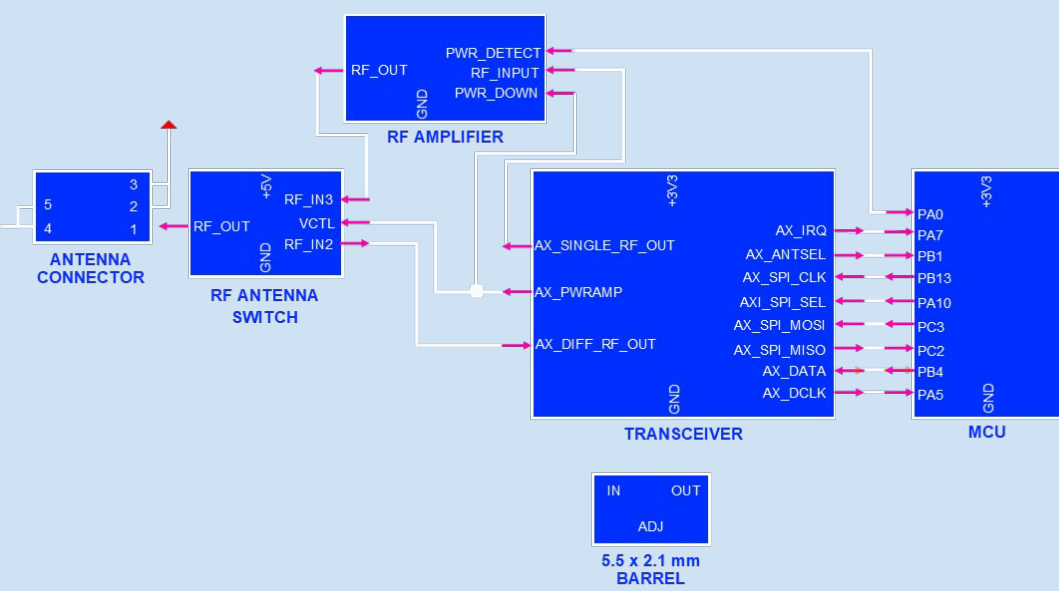 PWR_DETECT
RF_OUT
RF_INPUT
PWR_DOWN
GND
RF AMPLIFIER
3
5
2
4
1
ANTENNA
CONNECTOR
+5V
RF_IN3
VCTL
RF_OUT
RF_IN2
GND
RF ANTENNA
SWITCH
+3V3
AX_SINGLE_RF_OUT
AX_PWRAMP
AX_DIFF_RF_OUT
AX_IRQ
AX_ANTSEL
AX_SPI_CLK
AXI_SPI_SEL
AX_SPI_MOSI
AX_SPI_MISO
AX_DATA
AX_DCLK
GND
TRANSCEIVER
+3V3
PA0
PA7
PB1
PB13
PA10
PC3
PC2
PB4
PA5
GND
MCU
IN OUT
ADJ
5.5 x 2.1 mm
BARREL